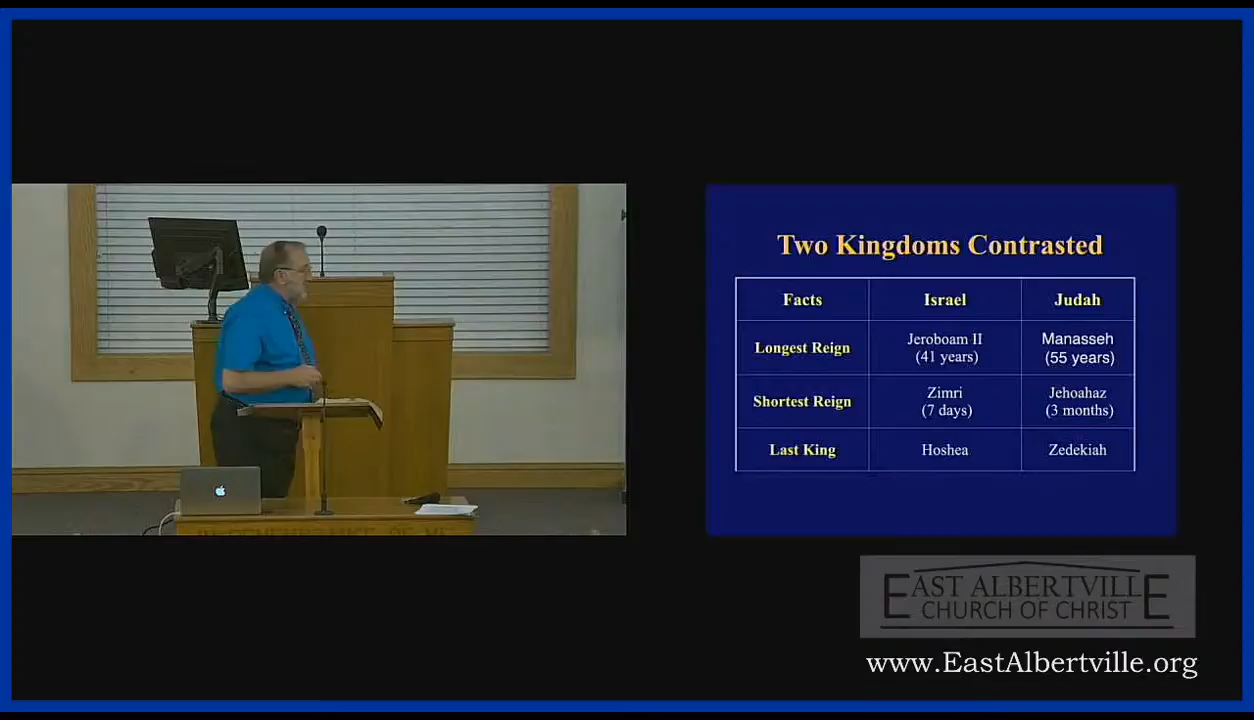 Two Kingdoms Contrasted
Facts Israel Judah
Longest Reign
Jeroboam II
(41 years)
Manasseh
(55 years)
Shortest Reign
Zimri
(7 days)
Jehoahaz
(3 months)
Last King Hoshea Zedekiah
EAST ALBERTVILLE
CHURCH OF CHRIST
www.EastAlbertville.org